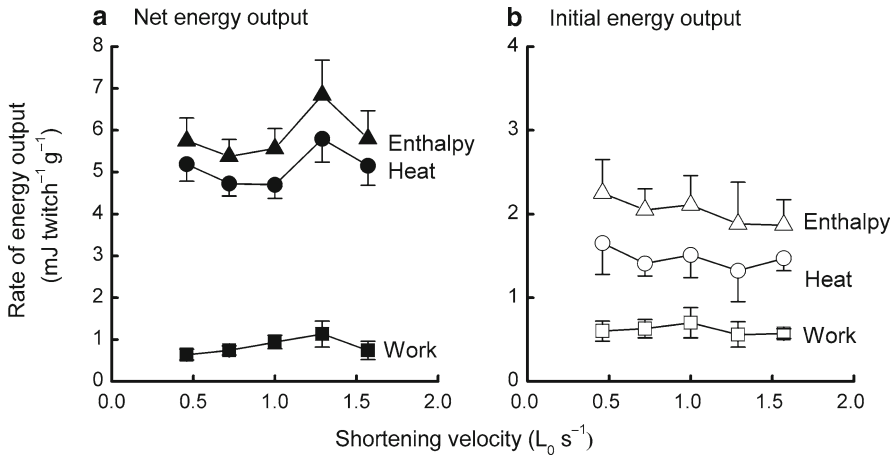 a Net energy output
b Initial energy output
Rate of energy output
(mJ twitch⁻¹ g⁻¹)
8
7
6
5
4
3
2
1
0
Enthalpy
Heat
Work
0.0 0.5 1.0 1.5 2.0
4
3
2
1
0
Enthalpy
Heat
Work
0.0 0.5 1.0 1.5 2.0
Shortening velocity (L₀ s⁻¹)